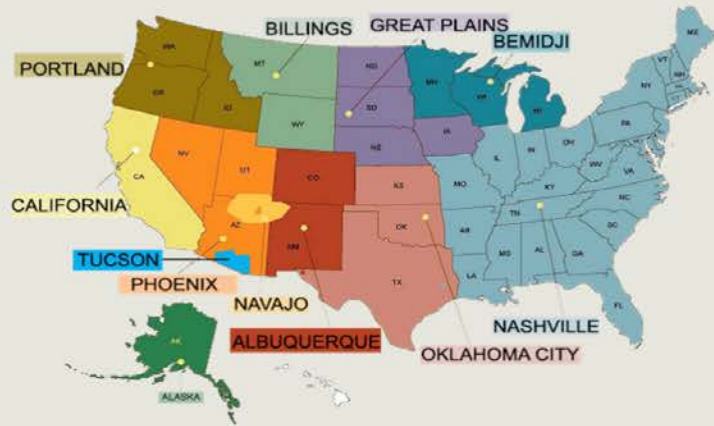 GREAT PLAINS
BILLINGS
BEMIDJI
PORTLAND
CALIFORNIA
TUCSON
PHOENIX
NAVAJO
ALBUQUERQUE
OKLAHOMA CITY
NASHVILLE
ALASKA
WA
OR
ID
MT
WY
ND
SD
NE
IA
MN
WI
MI
CA
NV
UT
AZ
CO
NM
KS
OK
TX
MO
AR
LA
IL
IN
OH
KY
TN
MS
AL
GA
FL
SC
NC
VA
WV
PA
NY
VT
NH
ME
AK